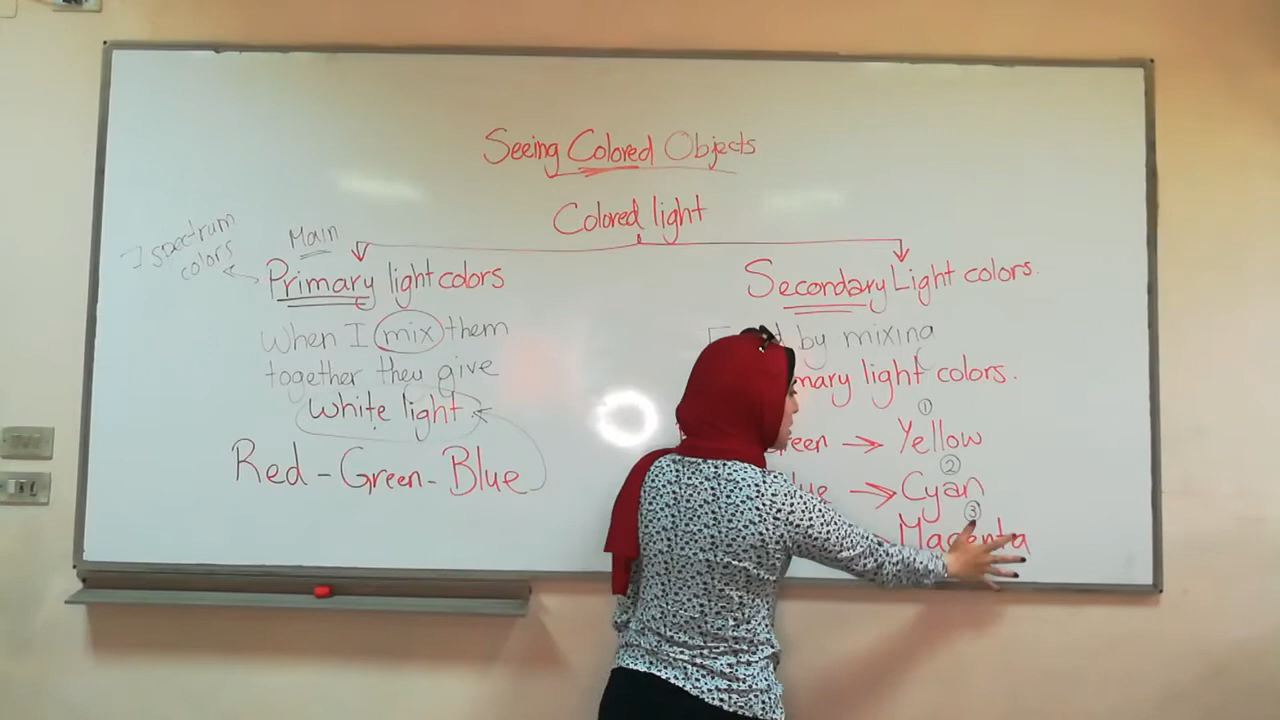 Seeing Colored Objects
Colored light
Main
7 spectrum
colors
Primary light colors
When I mix them
together they give
White light
Red - Green - Blue
Secondary Light colors.
by mixing
light colors.
①
→ Yellow
②
→ Cyan
③
Magenta